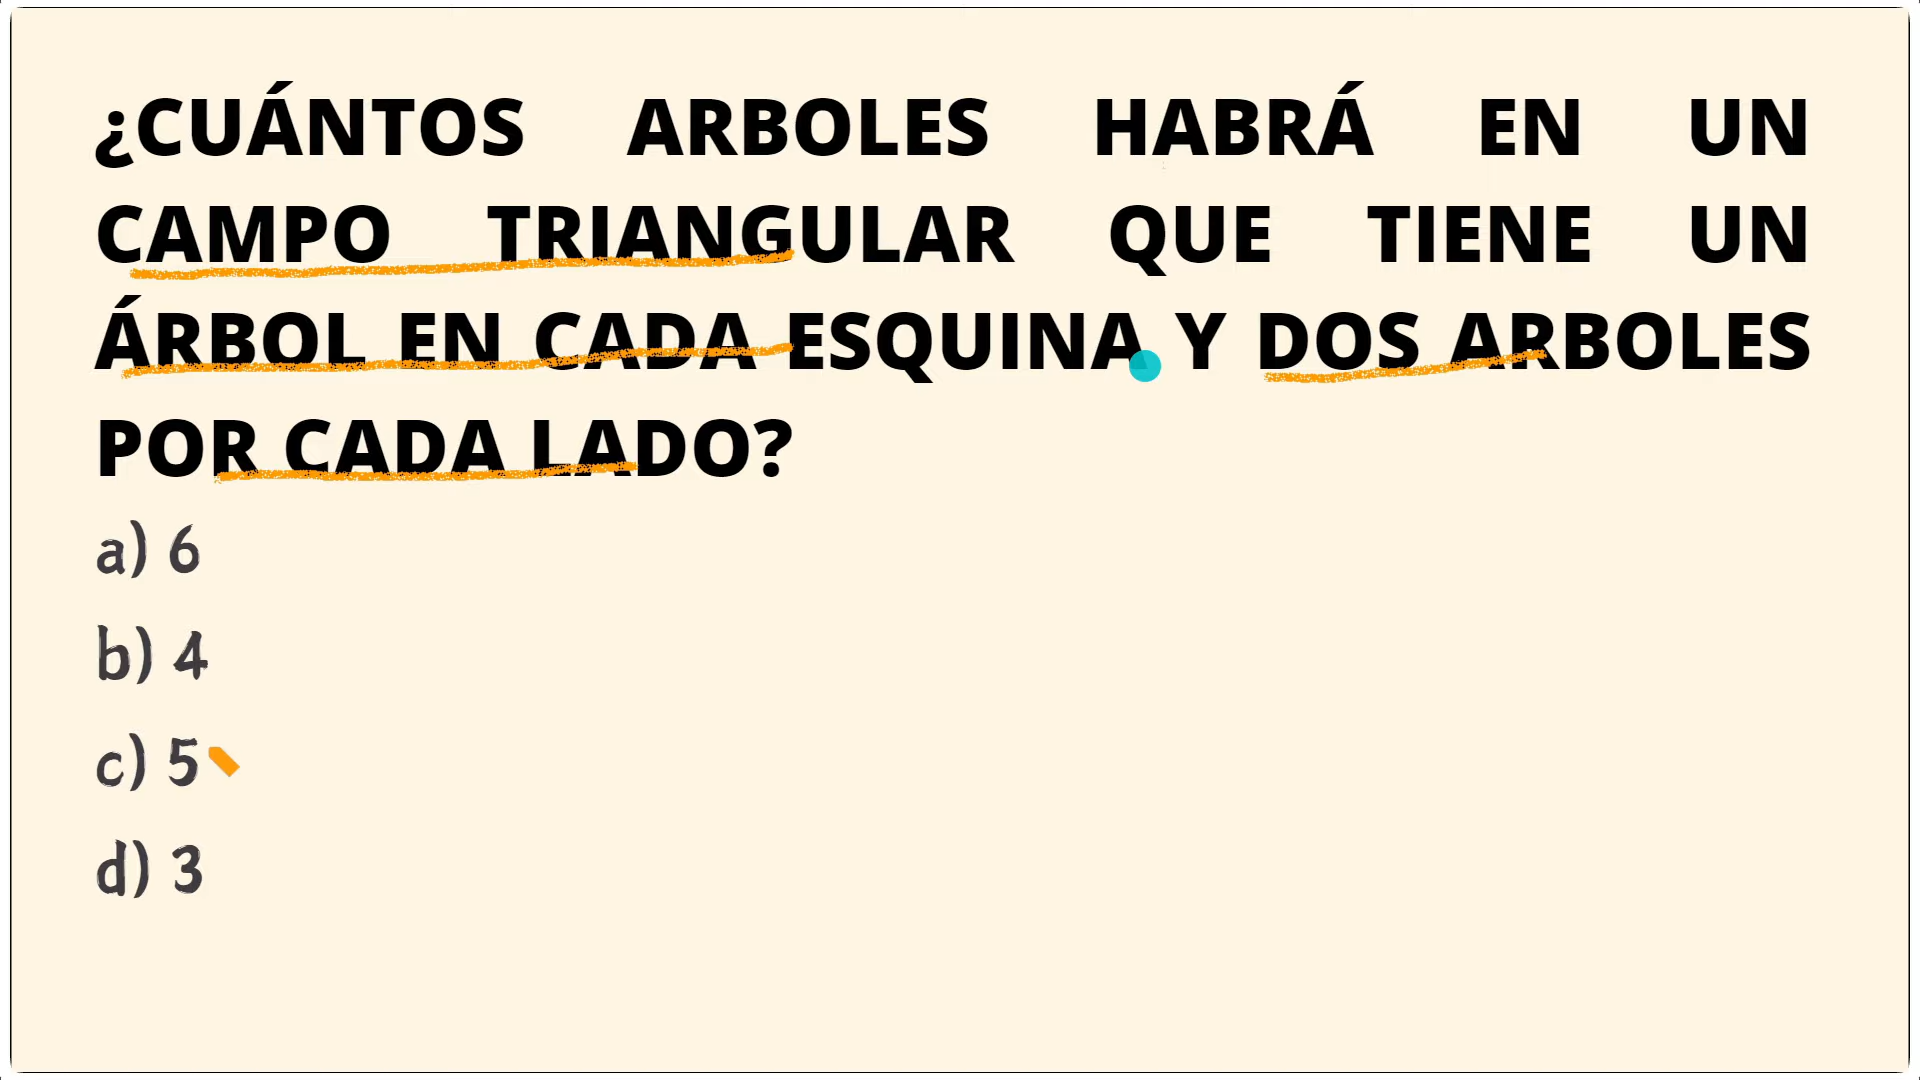 ¿CUÁNTOS ARBOLES HABRÁ EN UN
CAMPO TRIANGULAR QUE TIENE UN
ÁRBOL EN CADA ESQUINA Y DOS ARBOLES
POR CADA LADO?
a) 6
b) 4
c) 5
d) 3